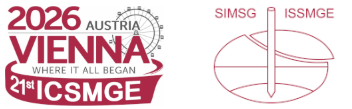 2026 AUSTRIA
VIENNA
WHERE IT ALL BEGAN
21st ICSMGE
SIMSG ISSMGE